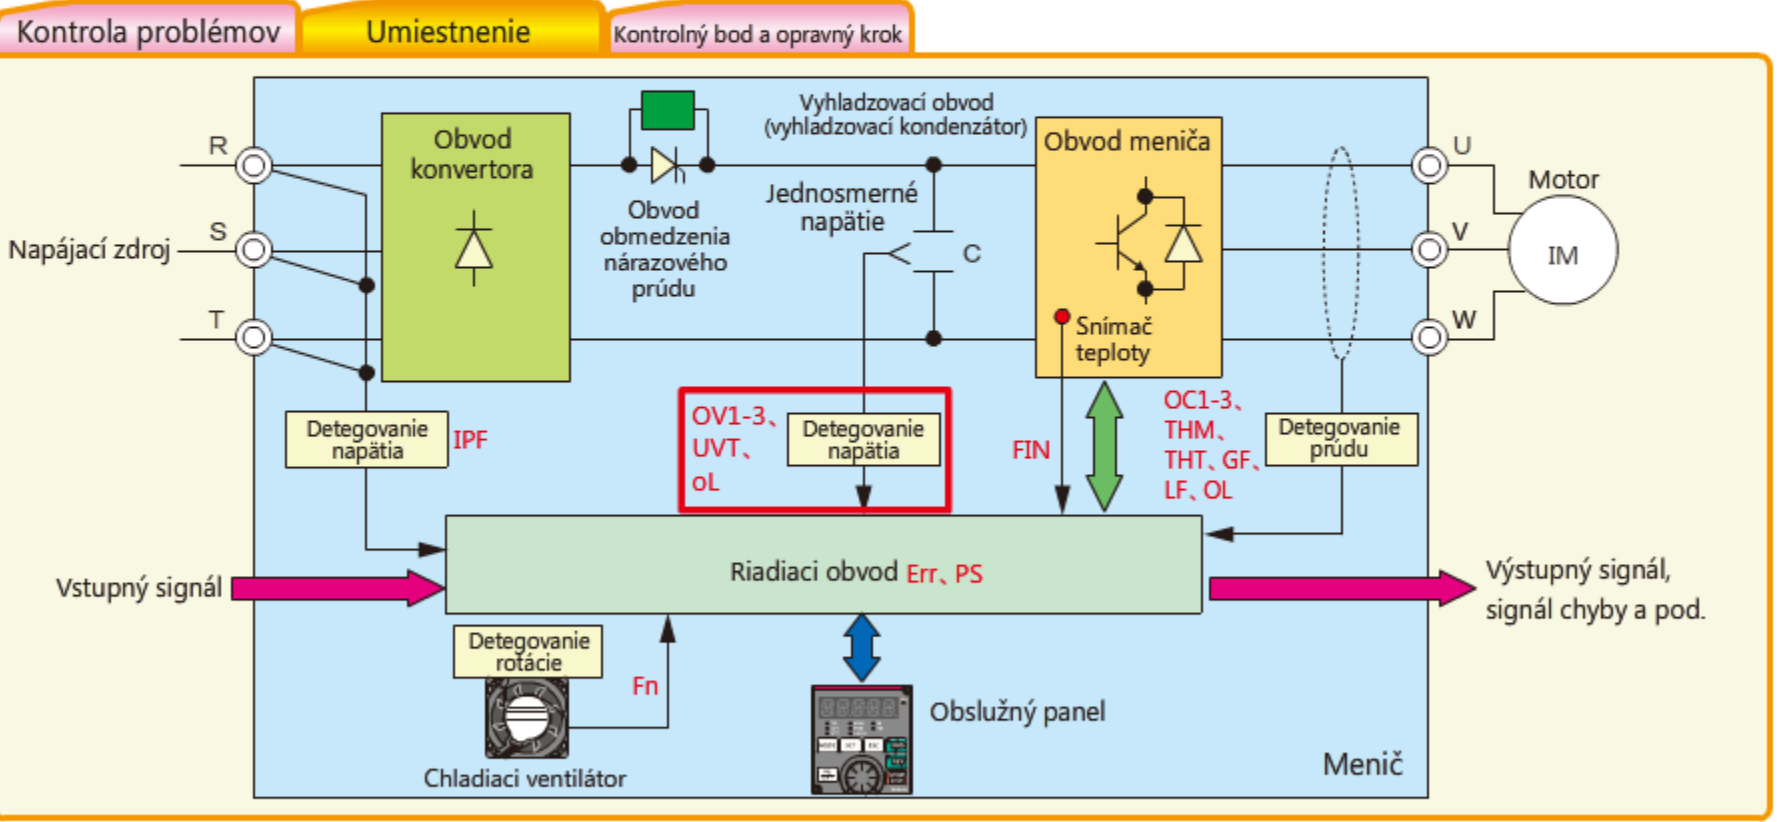 Kontrola problémov
Umiestnenie
Kontrolný bod a opravný krok
R
S
T
Napájací zdroj
Obvod
konvertora
Obvod
obmedzenia
nárazového
prúdu
Vyhladzovací obvod
(vyhladzovací kondenzátor)
Jednosmerné
napätie
C
Obvod meniča
Snímač
teploty
U
V
W
Motor
IM
Detegovanie
napätia
IPF
OV1-3、
UVT、
oL
Detegovanie
napätia
FIN
OC1-3、
THM、
THT、GF、
LF、OL
Detegovanie
prúdu
Vstupný signál
Riadiaci obvod Err、PS
Výstupný signál,
signál chyby a pod.
Detegovanie
rotácie
Fn
Chladiaci ventilátor
Obslužný panel
Menič